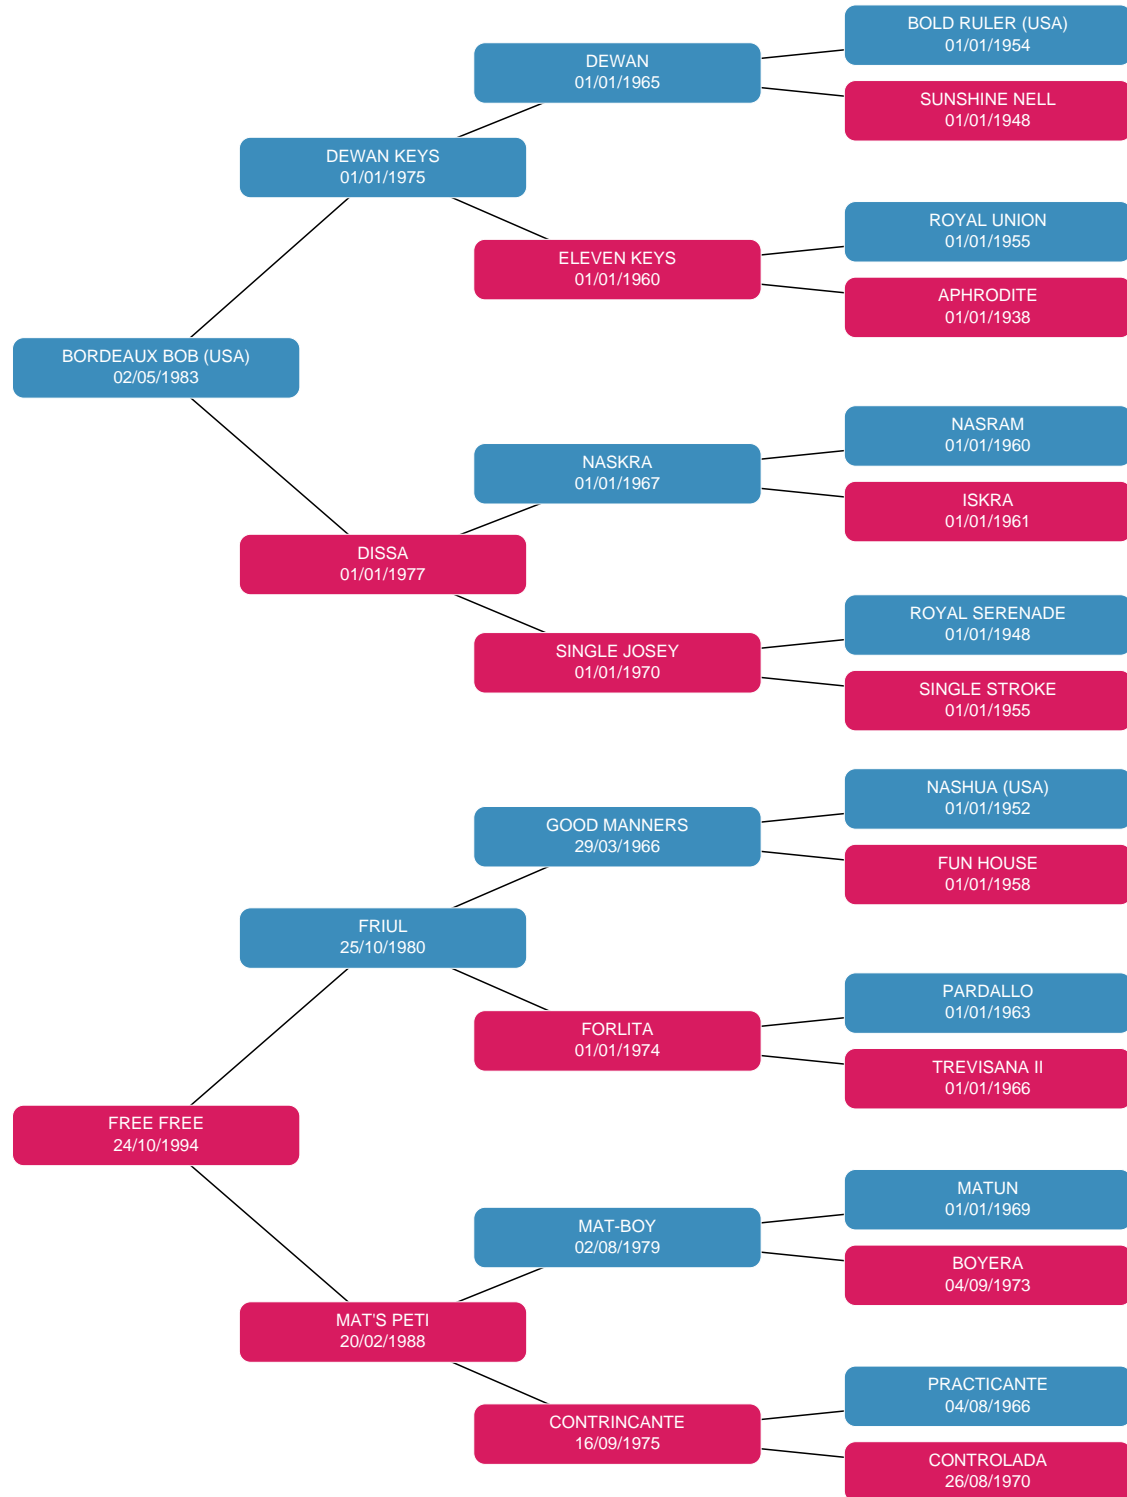 BOLD RULER (USA)
01/01/1954
DEWAN
01/01/1965
SUNSHINE NELL
01/01/1948
DEWAN KEYS
01/01/1975
ROYAL UNION
01/01/1955
ELEVEN KEYS
01/01/1960
APHRODITE
01/01/1938
BORDEAUX BOB (USA)
02/05/1983
NASRAM
01/01/1960
NASKRA
01/01/1967
ISKRA
01/01/1961
DISSA
01/01/1977
ROYAL SERENADE
01/01/1948
SINGLE JOSEY
01/01/1970
SINGLE STROKE
01/01/1955
NASHUA (USA)
01/01/1952
GOOD MANNERS
29/03/1966
FUN HOUSE
01/01/1958
FRIUL
25/10/1980
PARDALLO
01/01/1963
FORLITA
01/01/1974
TREVISANA II
01/01/1966
FREE FREE
24/10/1994
MATUN
01/01/1969
MAT-BOY
02/08/1979
BOYERA
04/09/1973
MAT'S PETI
20/02/1988
PRACTICANTE
04/08/1966
CONTRINCANTE
16/09/1975
CONTROLADA
26/08/1970